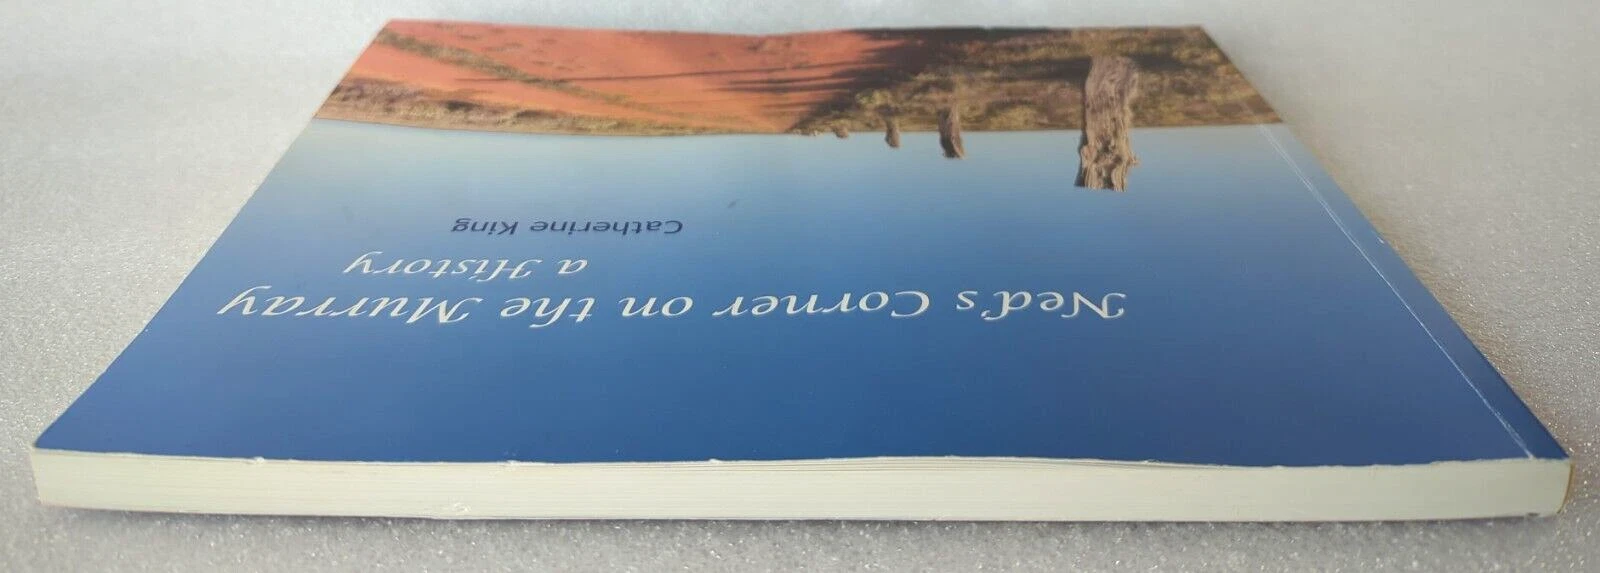 Ned's Corner on the Murray
a History
Catherine King